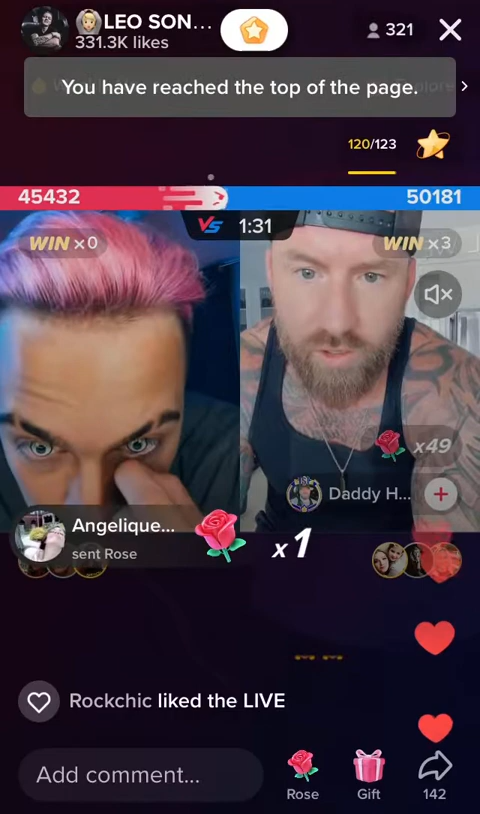 LEO SON...
331.3K likes
321
You have reached the top of the page.
120/123
45432
50181
VS 1:31
WIN x0
WIN x3
x49
Daddy H...
Angelique...
sent Rose
x1
Rockchic liked the LIVE
Add comment...
Rose
Gift
142